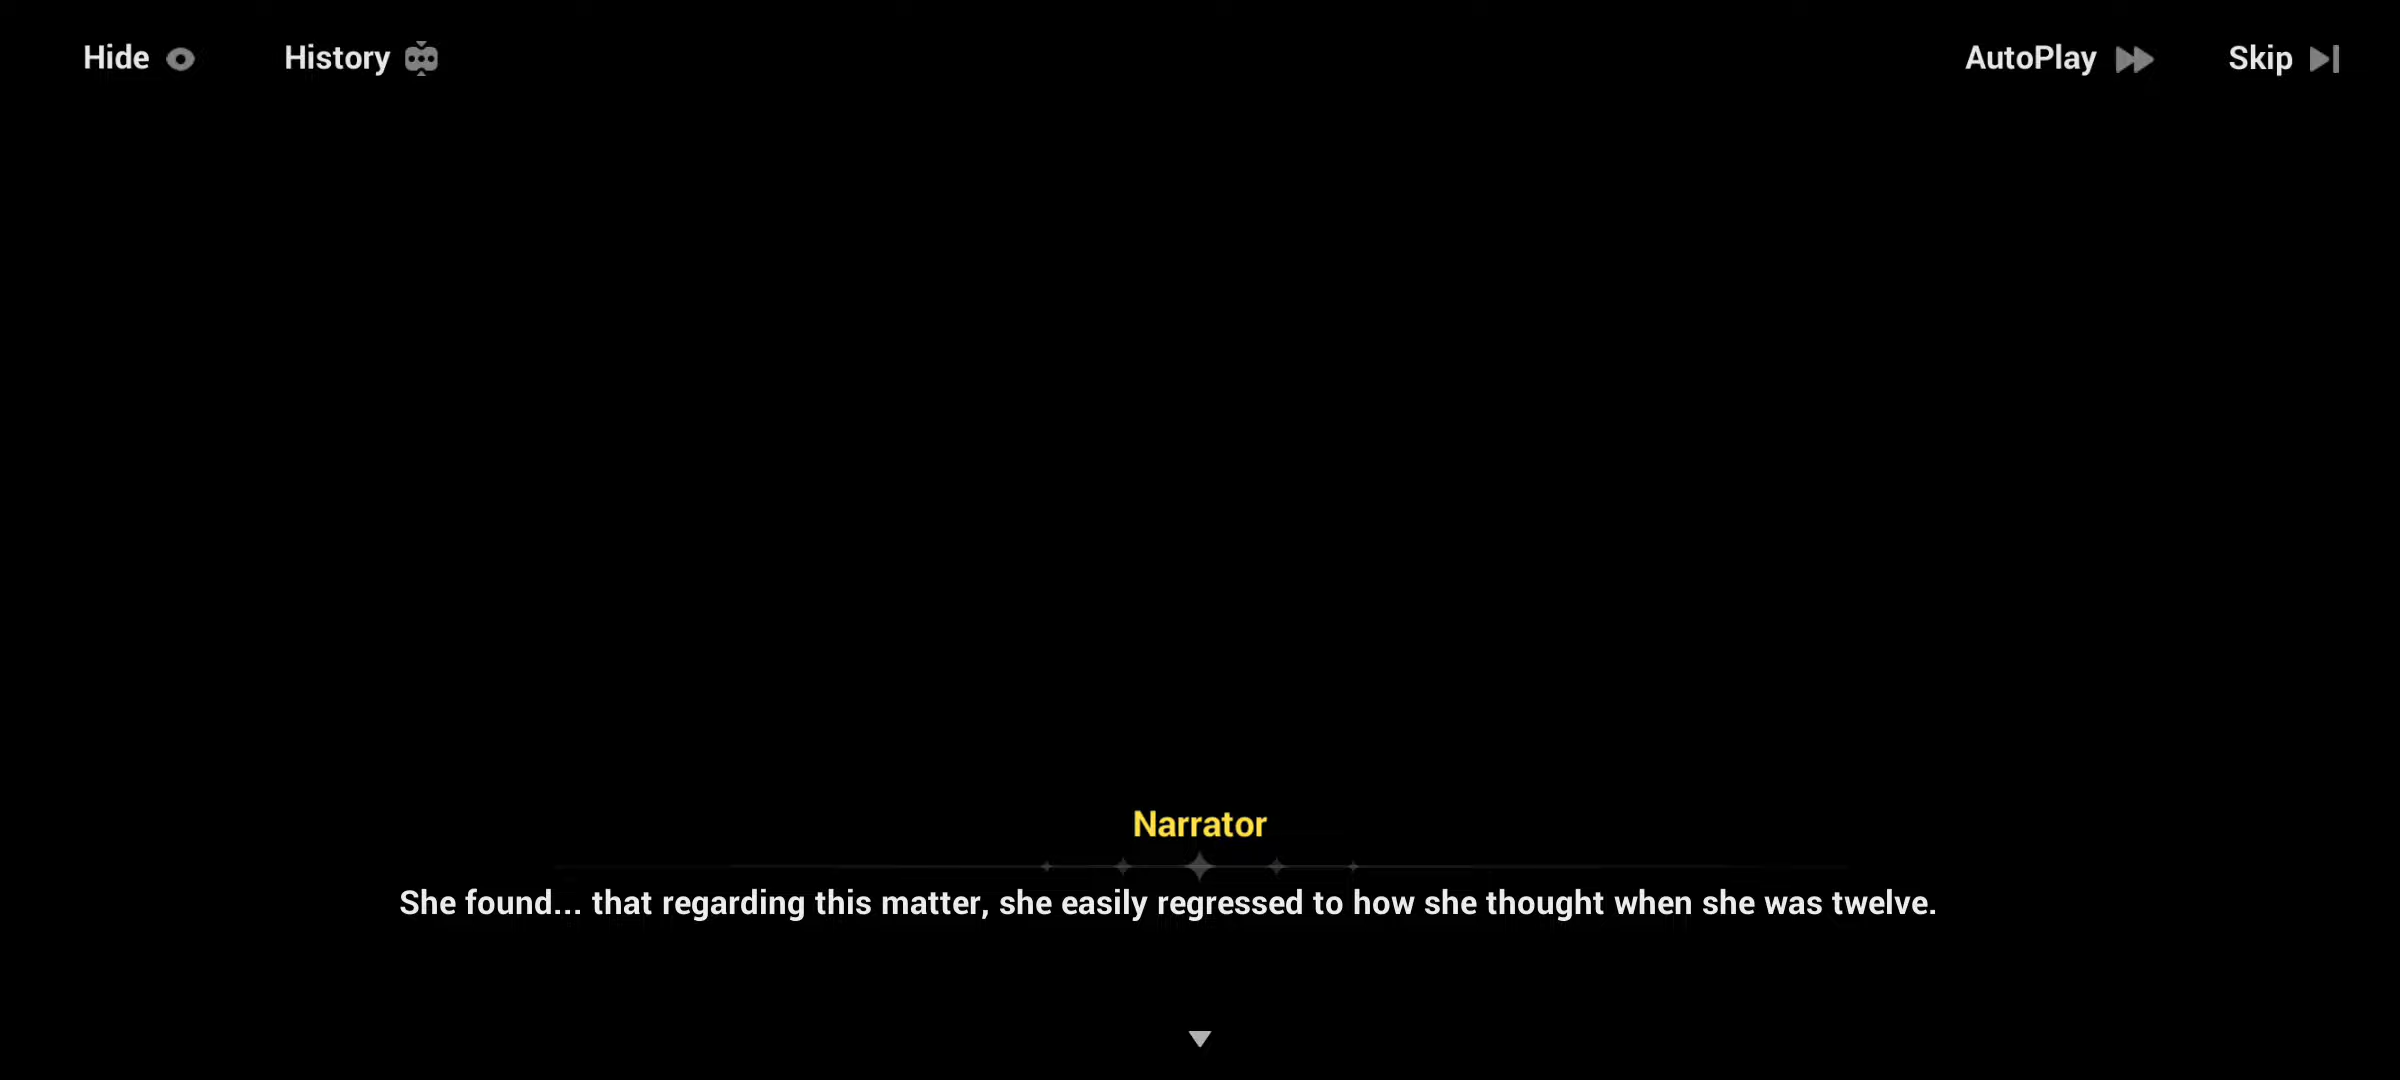 Hide
History
AutoPlay
Skip
Narrator
She found... that regarding this matter, she easily regressed to how she thought when she was twelve.